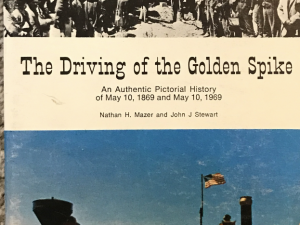 The Driving of the Golden Spike
An Authentic Pictorial History
of May 10, 1869 and May 10, 1969
Nathan H. Mazer and John J Stewart